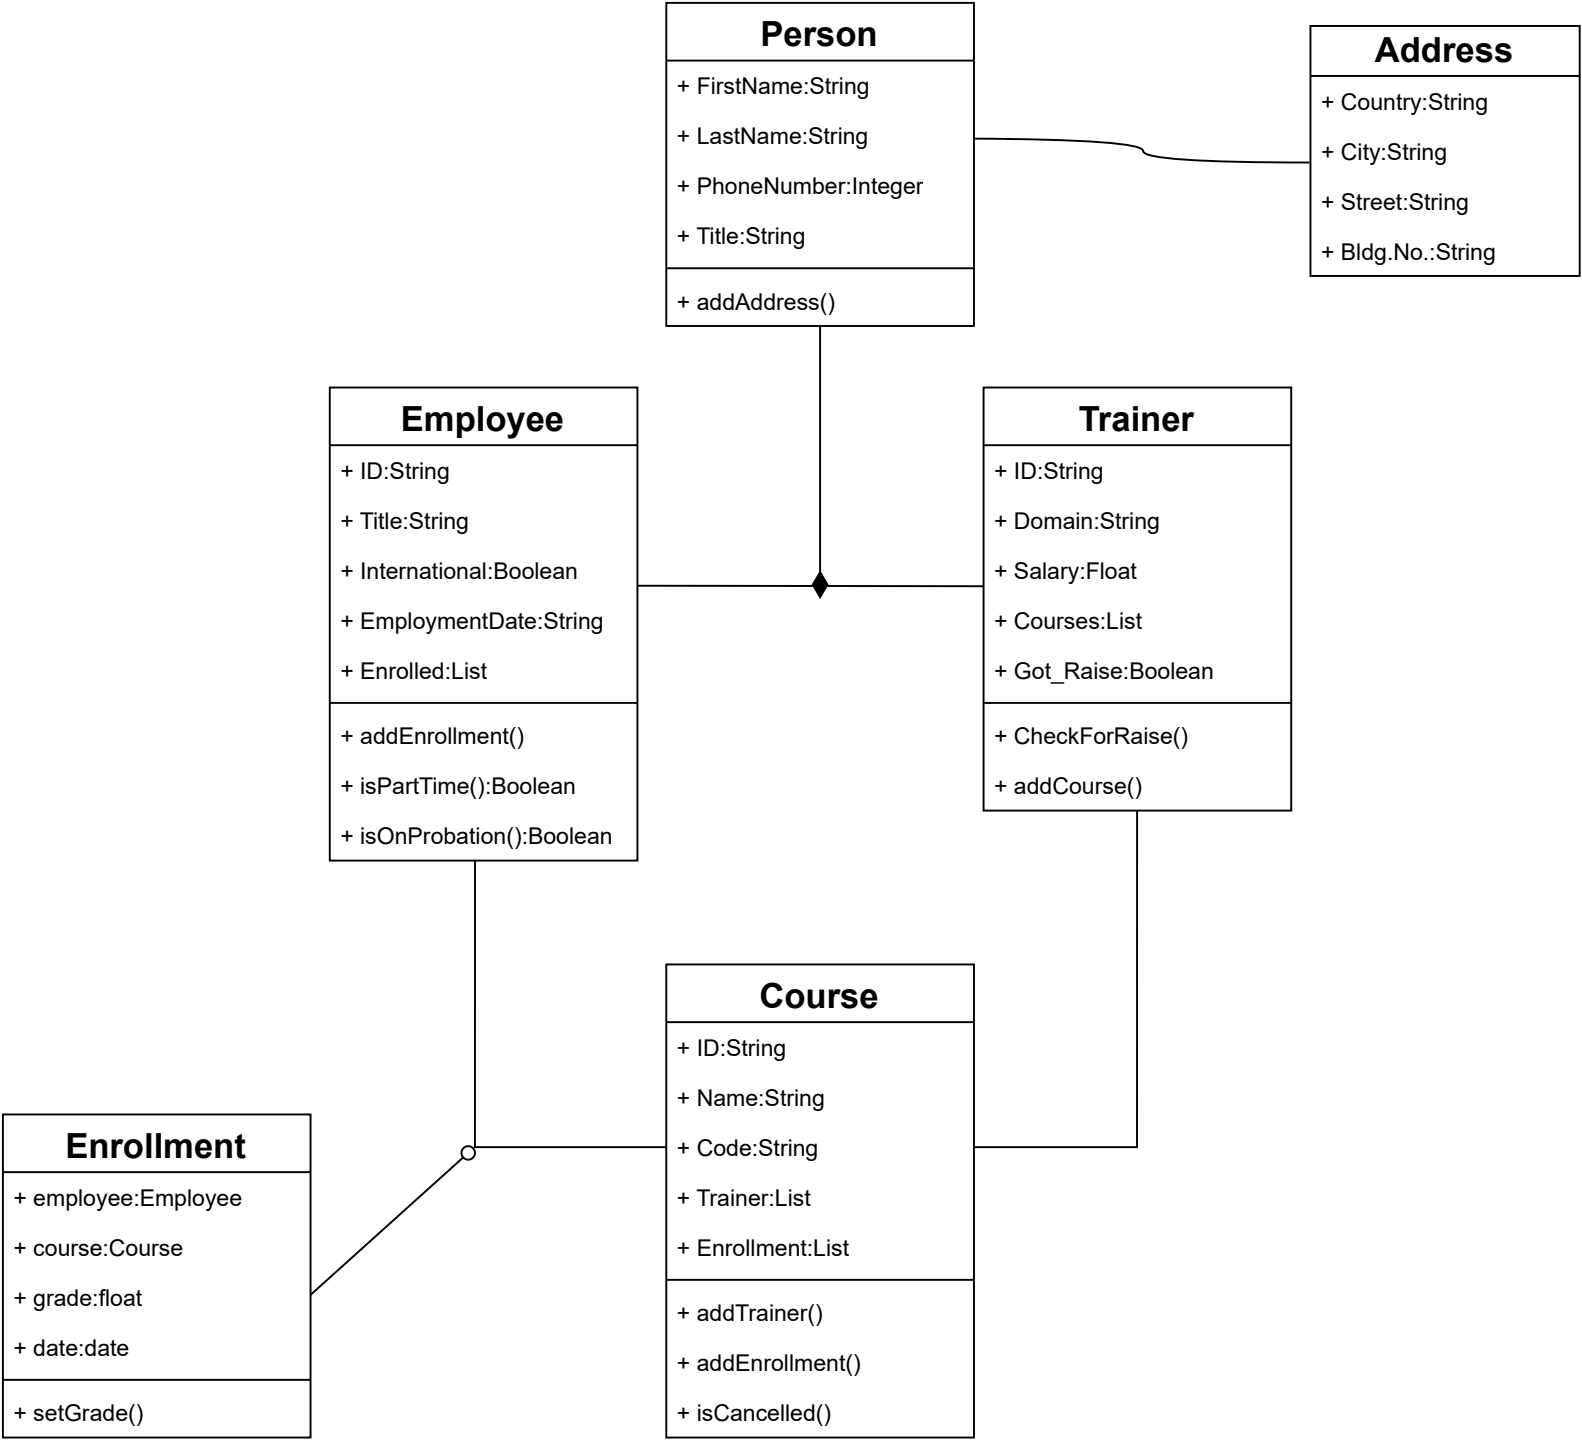 Person
+ FirstName:String
+ LastName:String
+ PhoneNumber:Integer
+ Title:String
+ addAddress()
Address
+ Country:String
+ City:String
+ Street:String
+ Bldg.No.:String
Employee
+ ID:String
+ Title:String
+ International:Boolean
+ EmploymentDate:String
+ Enrolled:List
+ addEnrollment()
+ isPartTime():Boolean
+ isOnProbation():Boolean
Trainer
+ ID:String
+ Domain:String
+ Salary:Float
+ Courses:List
+ Got_Raise:Boolean
+ CheckForRaise()
+ addCourse()
Course
+ ID:String
+ Name:String
+ Code:String
+ Trainer:List
+ Enrollment:List
+ addTrainer()
+ addEnrollment()
+ isCancelled()
Enrollment
+ employee:Employee
+ course:Course
+ grade:float
+ date:date
+ setGrade()